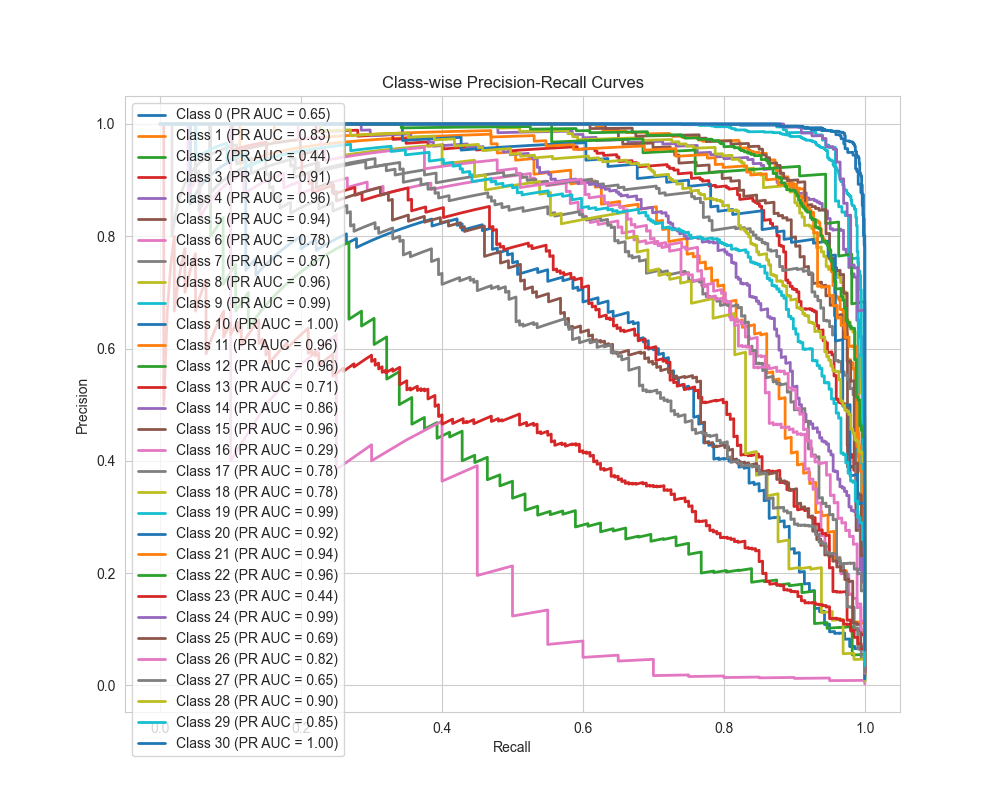 Class-wise Precision-Recall Curves
Precision
1.0
0.8
0.6
0.4
0.2
0.0
Class 0 (PR AUC = 0.65)
Class 1 (PR AUC = 0.83)
Class 2 (PR AUC = 0.44)
Class 3 (PR AUC = 0.91)
Class 4 (PR AUC = 0.96)
Class 5 (PR AUC = 0.94)
Class 6 (PR AUC = 0.78)
Class 7 (PR AUC = 0.87)
Class 8 (PR AUC = 0.96)
Class 9 (PR AUC = 0.99)
Class 10 (PR AUC = 1.00)
Class 11 (PR AUC = 0.96)
Class 12 (PR AUC = 0.96)
Class 13 (PR AUC = 0.71)
Class 14 (PR AUC = 0.86)
Class 15 (PR AUC = 0.96)
Class 16 (PR AUC = 0.29)
Class 17 (PR AUC = 0.78)
Class 18 (PR AUC = 0.78)
Class 19 (PR AUC = 0.99)
Class 20 (PR AUC = 0.92)
Class 21 (PR AUC = 0.94)
Class 22 (PR AUC = 0.96)
Class 23 (PR AUC = 0.44)
Class 24 (PR AUC = 0.99)
Class 25 (PR AUC = 0.69)
Class 26 (PR AUC = 0.82)
Class 27 (PR AUC = 0.65)
Class 28 (PR AUC = 0.90)
Class 29 (PR AUC = 0.85)
Class 30 (PR AUC = 1.00)
0.0 0.2 0.4 0.6 0.8 1.0
Recall